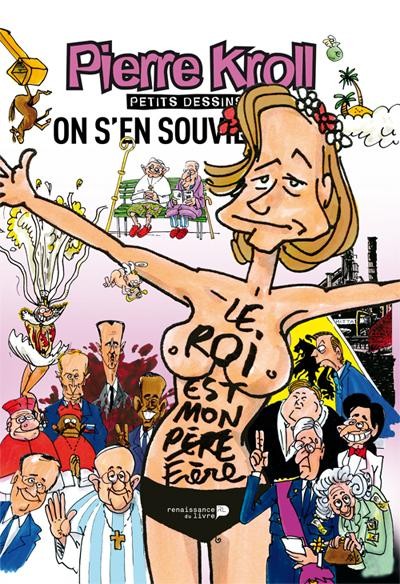 Pierre Kroll
PETITS DESSINS
ON S'EN SOUVIE
LE
ROI
EST
MON
PÈRE
Frère
renaissance
du livre